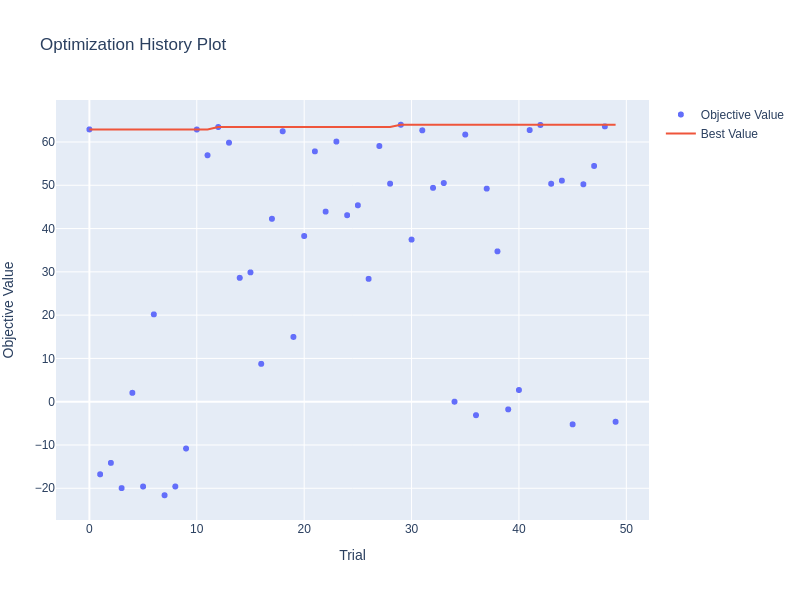 Optimization History Plot
Objective Value
Best Value
60
50
40
30
20
10
0
−10
−20
Objective Value
0 10 20 30 40 50
Trial